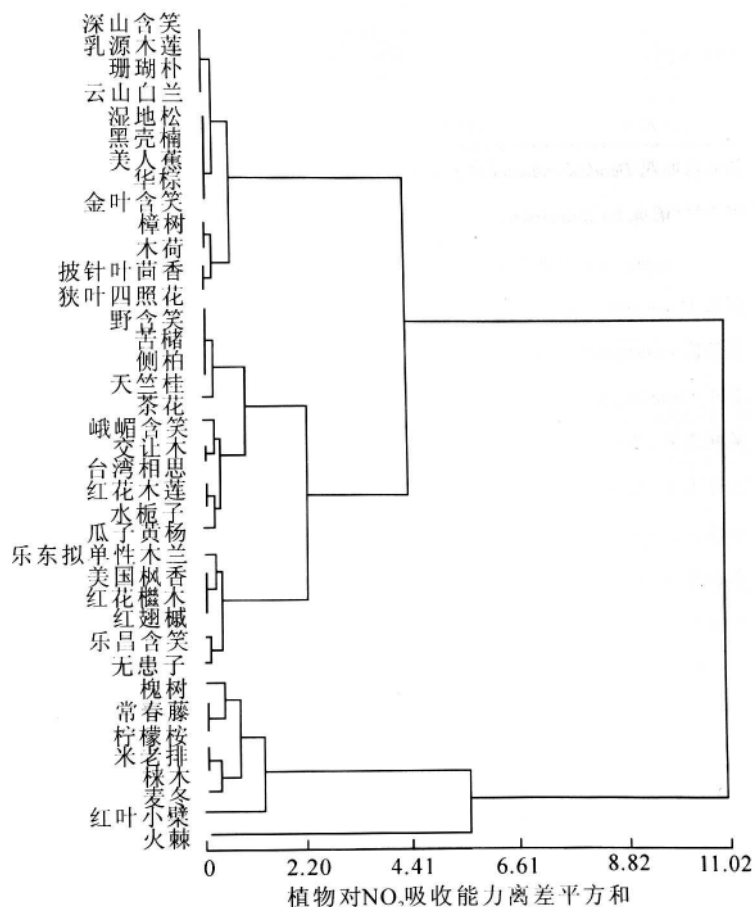 深山含笑
乳源木莲
珊瑚朴
云山白兰
湿地松
黑壳楠
美人蕉
华棕
金叶含笑
樟树
木荷
披针叶茴香
狭叶四照花
野含笑
苦槠
侧柏
天竺桂
茶花
峨嵋含笑
交让木
台湾相思
红花木莲
水栀子
瓜子黄杨
乐东拟单性木兰
美国枫香
红花檵木
红翅槭
乐昌含笑
无患子
槐树
常春藤
柠檬桉
米老排
梾木
麦冬
红叶小檗
火棘
0 2.20 4.41 6.61 8.82 11.02
植物对NO₂吸收能力离差平方和